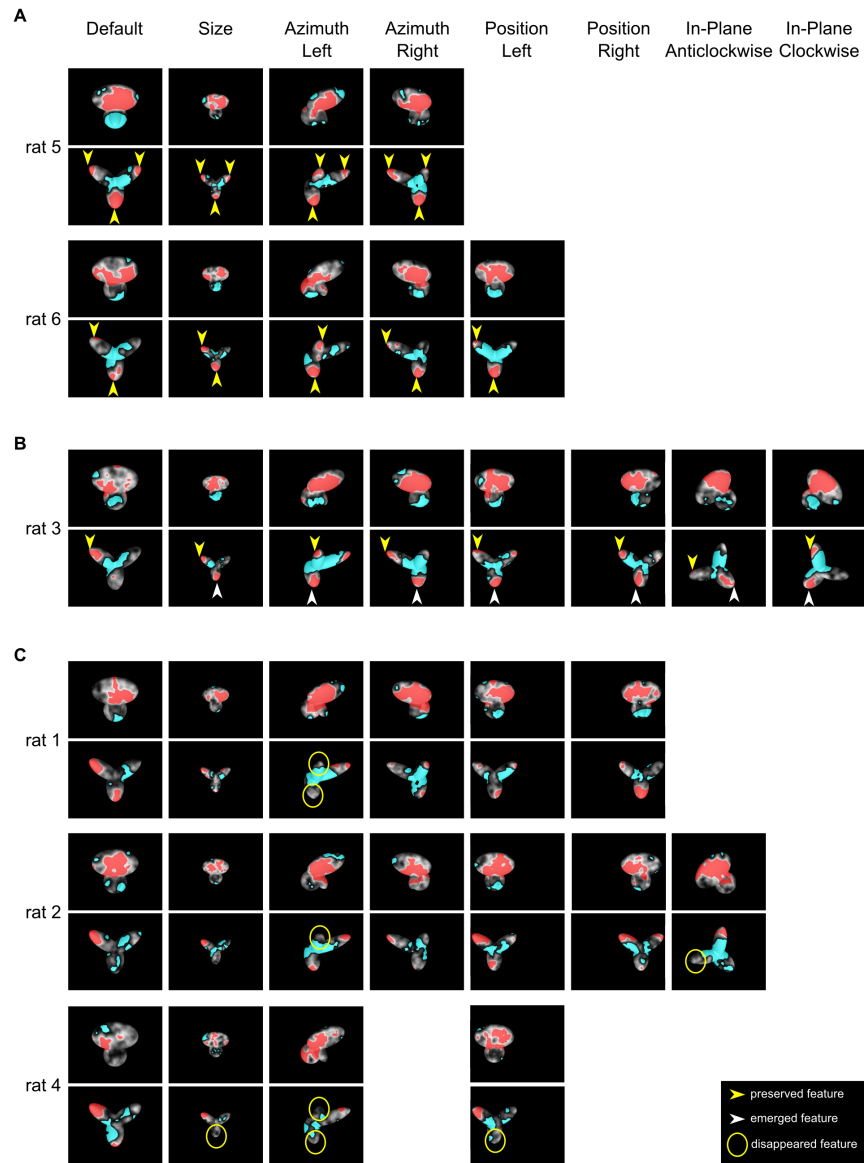 A
Default
Size
Azimuth
Left
Azimuth
Right
Position
Left
Position
Right
In-Plane
Anticlockwise
In-Plane
Clockwise
rat 5
rat 6
B
rat 3
C
rat 1
rat 2
rat 4
preserved feature
emerged feature
disappeared feature